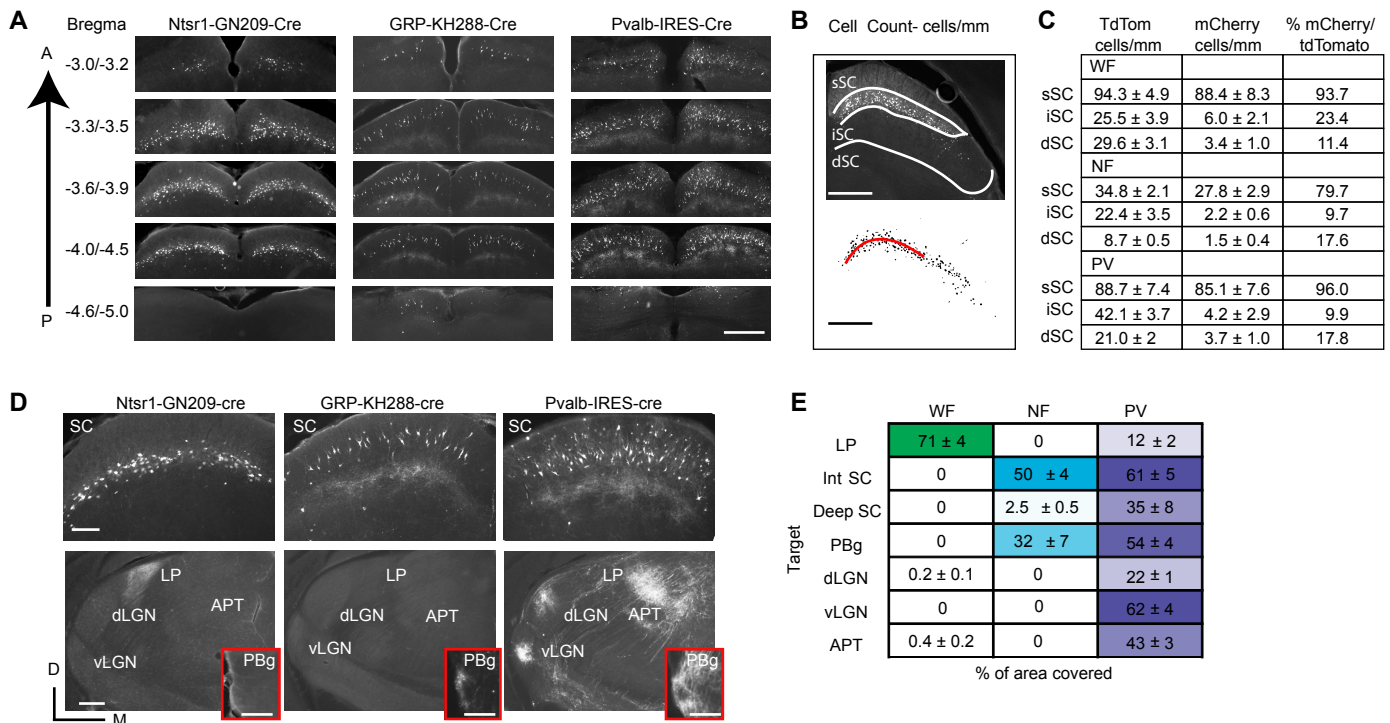 A
Bregma
Ntsr1-GN209-Cre
GRP-KH288-Cre
Pvalb-IRES-Cre
A
-3.0/-3.2
-3.3/-3.5
-3.6/-3.9
-4.0/-4.5
-4.6/-5.0
P
B
Cell Count- cells/mm
sSC
iSC
dSC
C
TdTom cells/mm
mCherry cells/mm
% mCherry/ tdTomato
WF
sSC 94.3 ± 4.9 88.4 ± 8.3 93.7
iSC 25.5 ± 3.9 6.0 ± 2.1 23.4
dSC 29.6 ± 3.1 3.4 ± 1.0 11.4
NF
sSC 34.8 ± 2.1 27.8 ± 2.9 79.7
iSC 22.4 ± 3.5 2.2 ± 0.6 9.7
dSC 8.7 ± 0.5 1.5 ± 0.4 17.6
PV
sSC 88.7 ± 7.4 85.1 ± 7.6 96.0
iSC 42.1 ± 3.7 4.2 ± 2.9 9.9
dSC 21.0 ± 2 3.7 ± 1.0 17.8
D
Ntsr1-GN209-cre
GRP-KH288-cre
Pvalb-IRES-cre
SC
SC
SC
LP
dLGN
APT
vLGN
PBg
LP
dLGN
APT
vLGN
PBg
LP
dLGN
APT
vLGN
PBg
D
M
E
WF NF PV
Target
LP 71 ± 4 0 12 ± 2
Int SC 0 50 ± 4 61 ± 5
Deep SC 0 2.5 ± 0.5 35 ± 8
PBg 0 32 ± 7 54 ± 4
dLGN 0.2 ± 0.1 0 22 ± 1
vLGN 0 0 62 ± 4
APT 0.4 ± 0.2 0 43 ± 3
% of area covered